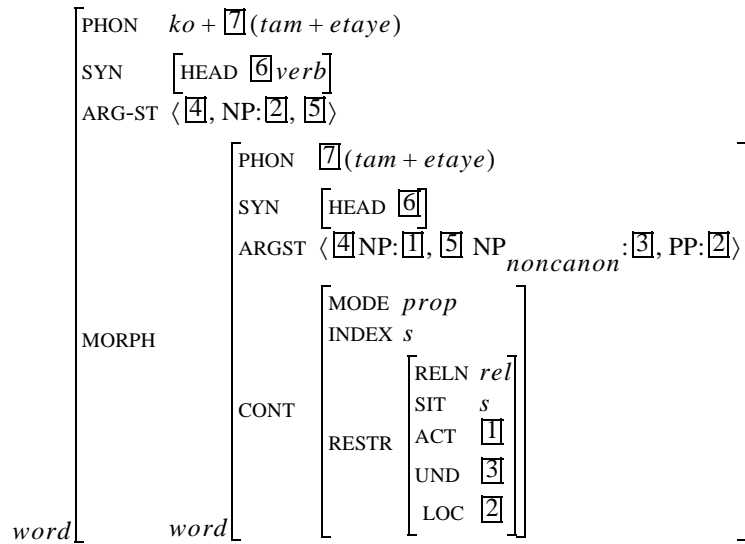 PHON ko + 7 (tam + etaye)
SYN [HEAD 6 verb]
ARG-ST ⟨ 4, NP: 2, 5 ⟩
PHON 7 (tam + etaye)
SYN [HEAD 6]
ARGST ⟨ 4 NP: 1, 5 NP noncanon : 3, PP: 2 ⟩
MODE prop
INDEX s
MORPH
RELN rel
SIT s
CONT
ACT 1
RESTR
UND 3
LOC 2
word word